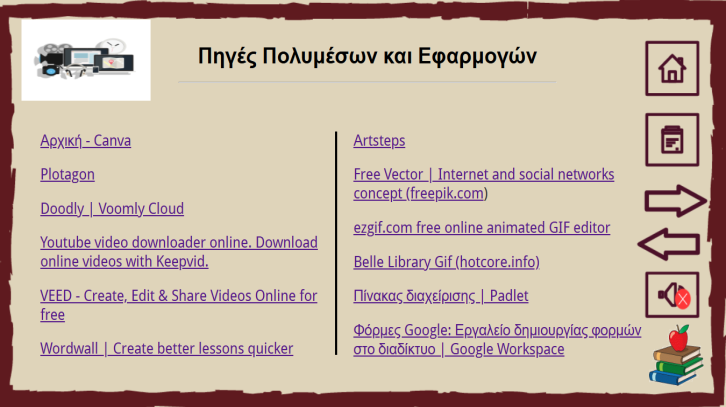 Πηγές Πολυμέσων και Εφαρμογών
Αρχική - Canva
Plotagon
Doodly | Voomly Cloud
Youtube video downloader online. Download
online videos with Keepvid.
VEED - Create, Edit & Share Videos Online for
free
Wordwall | Create better lessons quicker
Artsteps
Free Vector | Internet and social networks
concept (freepik.com)
ezgif.com free online animated GIF editor
Belle Library Gif (hotcore.info)
Πίνακας διαχείρισης | Padlet
Φόρμες Google: Εργαλείο δημιουργίας φορμών
στο διαδίκτυο | Google Workspace